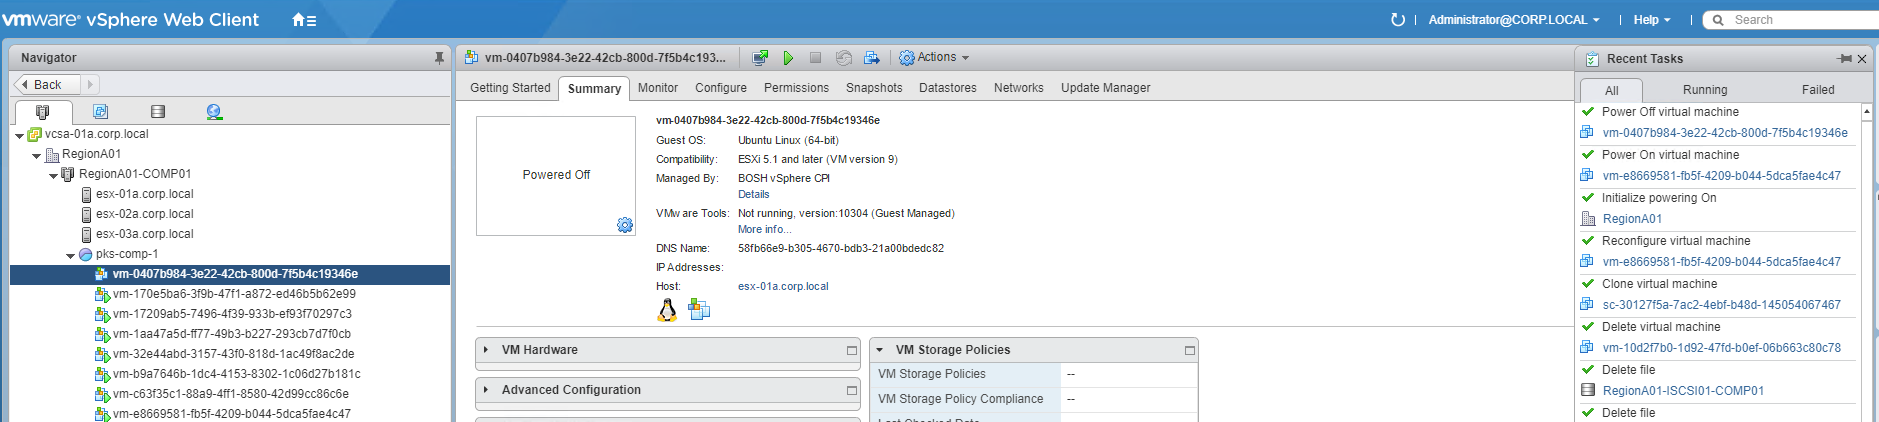 vmware® vSphere Web Client
Administrator@CORP.LOCAL
Help
Search
Navigator
Back
vcsa-01a.corp.local
RegionA01
RegionA01-COMP01
esx-01a.corp.local
esx-02a.corp.local
esx-03a.corp.local
pks-comp-1
vm-0407b984-3e22-42cb-800d-7f5b4c19346e
vm-170e5ba6-3f9b-47f1-a872-ed46b5b62e99
vm-17209ab5-7496-4f39-933b-ef93f70297c3
vm-1aa47a5d-ff77-49b3-b227-293cb7d7f0cb
vm-32e44abd-3157-43f0-818d-1ac49f8ac2de
vm-b9a7646b-1dc4-4153-8302-1c06d27b181c
vm-c63f35c1-88a9-4ff1-8580-42d99cc86c6e
vm-e8669581-fb5f-4209-b044-5dca5fae4c47
vm-0407b984-3e22-42cb-800d-7f5b4c193...
Actions
Getting Started Summary Monitor Configure Permissions Snapshots Datastores Networks Update Manager
Powered Off
vm-0407b984-3e22-42cb-800d-7f5b4c19346e
Guest OS: Ubuntu Linux (64-bit)
Compatibility: ESXi 5.1 and later (VM version 9)
Managed By: BOSH vSphere CPI
Details
VMware Tools: Not running, version:10304 (Guest Managed)
More info...
DNS Name: 58fb66e9-b305-4670-bdb3-21a00bdedc82
IP Addresses:
Host: esx-01a.corp.local
VM Hardware
Advanced Configuration
VM Storage Policies
VM Storage Policies --
VM Storage Policy Compliance --
Last Checked Date
Recent Tasks
All Running Failed
Power Off virtual machine
vm-0407b984-3e22-42cb-800d-7f5b4c19346e
Power On virtual machine
vm-e8669581-fb5f-4209-b044-5dca5fae4c47
Initialize powering On
RegionA01
Reconfigure virtual machine
vm-e8669581-fb5f-4209-b044-5dca5fae4c47
Clone virtual machine
sc-30127f5a-7ac2-4ebf-b48d-145054067467
Delete virtual machine
vm-10d2f7b0-1d92-47fd-b0ef-06b663c80c78
Delete file
RegionA01-ISCSI01-COMP01
Delete file